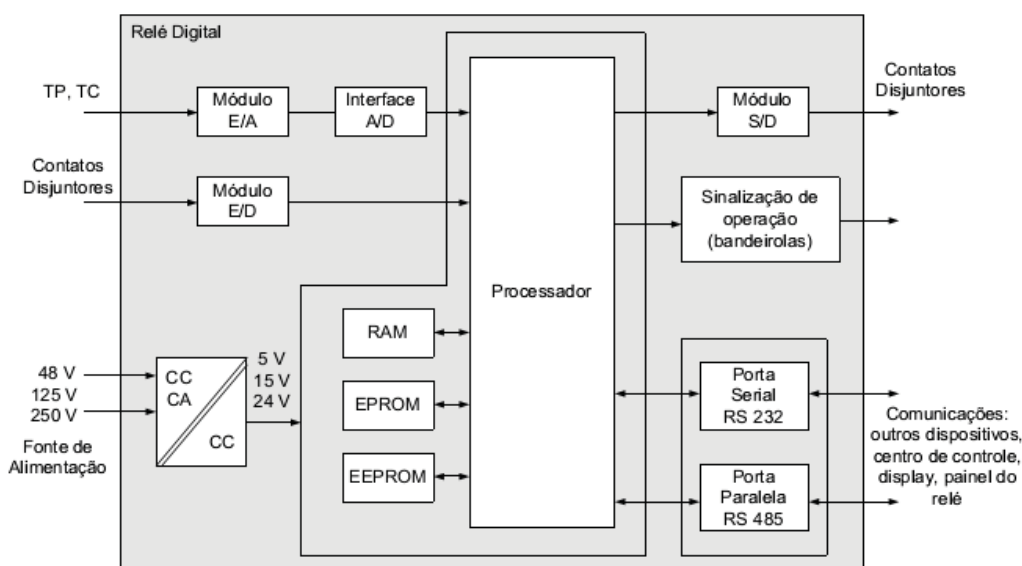 Relé Digital
TP, TC
Módulo
E/A
Interface
A/D
Módulo
S/D
Contatos
Disjuntores
Contatos
Disjuntores
Módulo
E/D
Sinalização de
operação
(bandeirolas)
Processador
RAM
EPROM
EEPROM
48 V
125 V
250 V
Fonte de
Alimentação
CC
CA
CC
5 V
15 V
24 V
Porta
Serial
RS 232
Porta
Paralela
RS 485
Comunicações:
outros dispositivos,
centro de controle,
display, painel do
relé